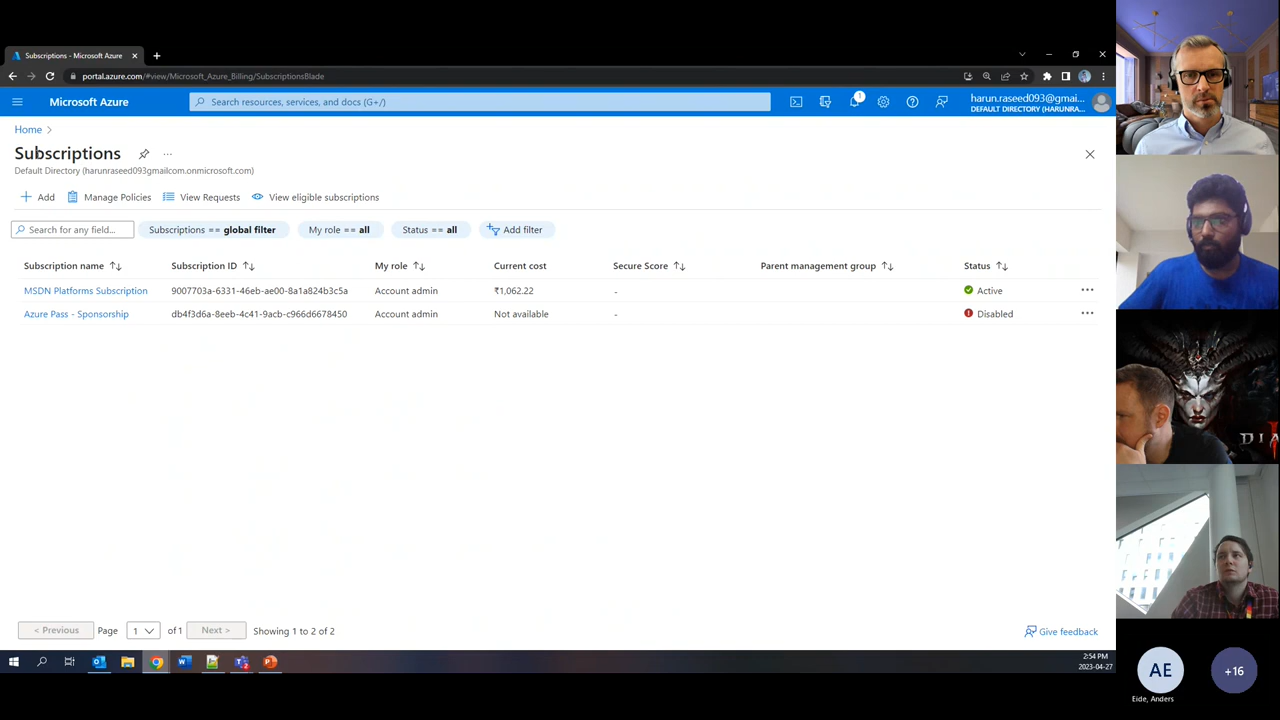 Subscriptions - Microsoft Azure
portal.azure.com/#view/Microsoft_Azure_Billing/SubscriptionsBlade
Microsoft Azure
Search resources, services, and docs (G+/)
1
harun.raseed093@gmai...
DEFAULT DIRECTORY (HARUNRA...
Home
Subscriptions
Default Directory (harunraseed093gmailcom.onmicrosoft.com)
Add Manage Policies View Requests View eligible subscriptions
Search for any field... Subscriptions == global filter My role == all Status == all Add filter
Subscription name Subscription ID My role Current cost Secure Score Parent management group Status
MSDN Platforms Subscription 9007703a-6331-46eb-ae00-8a1a824b3c5a Account admin ₹1,062.22 - Active
Azure Pass - Sponsorship db4f3d6a-8eeb-4c41-9acb-c966d6678450 Account admin Not available - Disabled
< Previous Page 1 of 1 Next > Showing 1 to 2 of 2
Give feedback
2:54 PM
2023-04-27
DIA
AE
Eide, Anders
+16